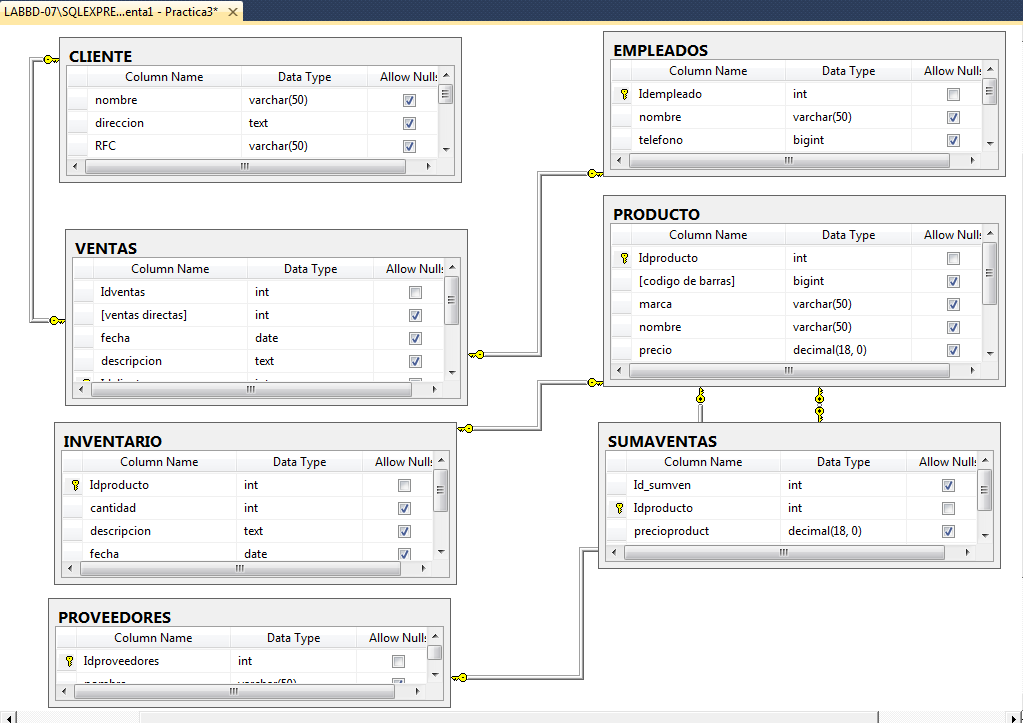 LABBD-07\SQLEXPRE...enta1 - Practica3*
CLIENTE
Column Name Data Type Allow Nulls
nombre varchar(50)
direccion text
RFC varchar(50)
EMPLEADOS
Column Name Data Type Allow Nulls
Idempleado int
nombre varchar(50)
telefono bigint
PRODUCTO
Column Name Data Type Allow Nulls
Idproducto int
[codigo de barras] bigint
marca varchar(50)
nombre varchar(50)
precio decimal(18, 0)
VENTAS
Column Name Data Type Allow Nulls
Idventas int
[ventas directas] int
fecha date
descripcion text
INVENTARIO
Column Name Data Type Allow Nulls
Idproducto int
cantidad int
descripcion text
fecha date
SUMAVENTAS
Column Name Data Type Allow Nulls
Id_sumven int
Idproducto int
precioproduct decimal(18, 0)
PROVEEDORES
Column Name Data Type Allow Nulls
Idproveedores int
nombre varchar(50)